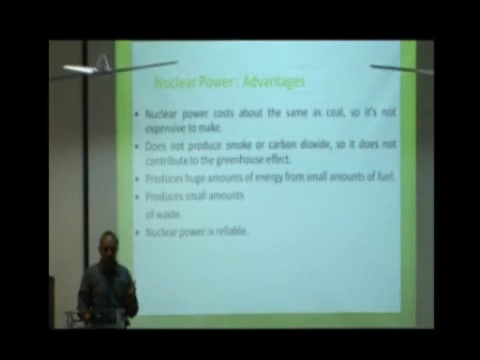 Nuclear Power : Advantages
• Nuclear power costs about the same as coal, so it's not
expensive to make.
• Does not produce smoke or carbon dioxide, so it does not
contribute to the greenhouse effect.
• Produces huge amounts of energy from small amounts of fuel.
• Produces small amounts
of waste.
• Nuclear power is reliable.